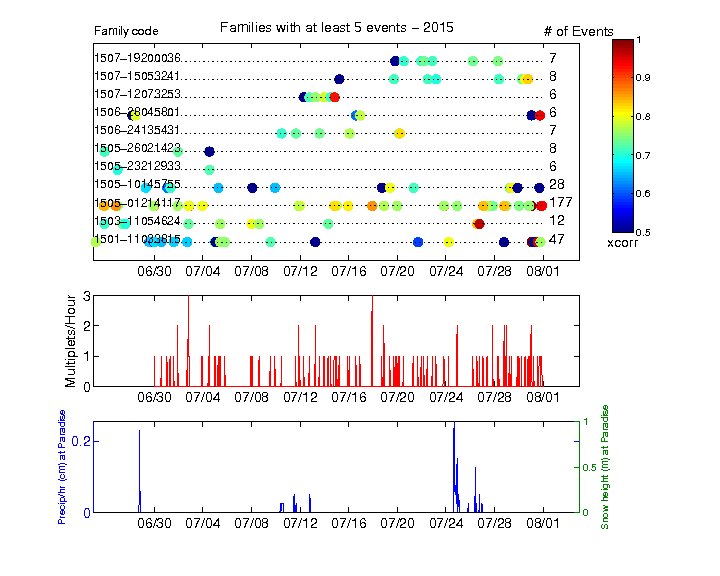 Families with at least 5 events − 2015
Family code
# of Events
1507−19200036 7
1507−15053241 8
1507−12073253 6
1506−28045801 6
1506−24135431 7
1505−26021423 8
1505−23212933 6
1505−10145755 28
1505−01214117 177
1503−11054624 12
1501−11033815 47
06/30 07/04 07/08 07/12 07/16 07/20 07/24 07/28 08/01
1
0.9
0.8
0.7
0.6
0.5
xcorr
Multiplets/Hour
3
2
1
0
06/30 07/04 07/08 07/12 07/16 07/20 07/24 07/28 08/01
Precip/hr (cm) at Paradise
0.2
0
1
0.5
0
Snow height (m) at Paradise
06/30 07/04 07/08 07/12 07/16 07/20 07/24 07/28 08/01